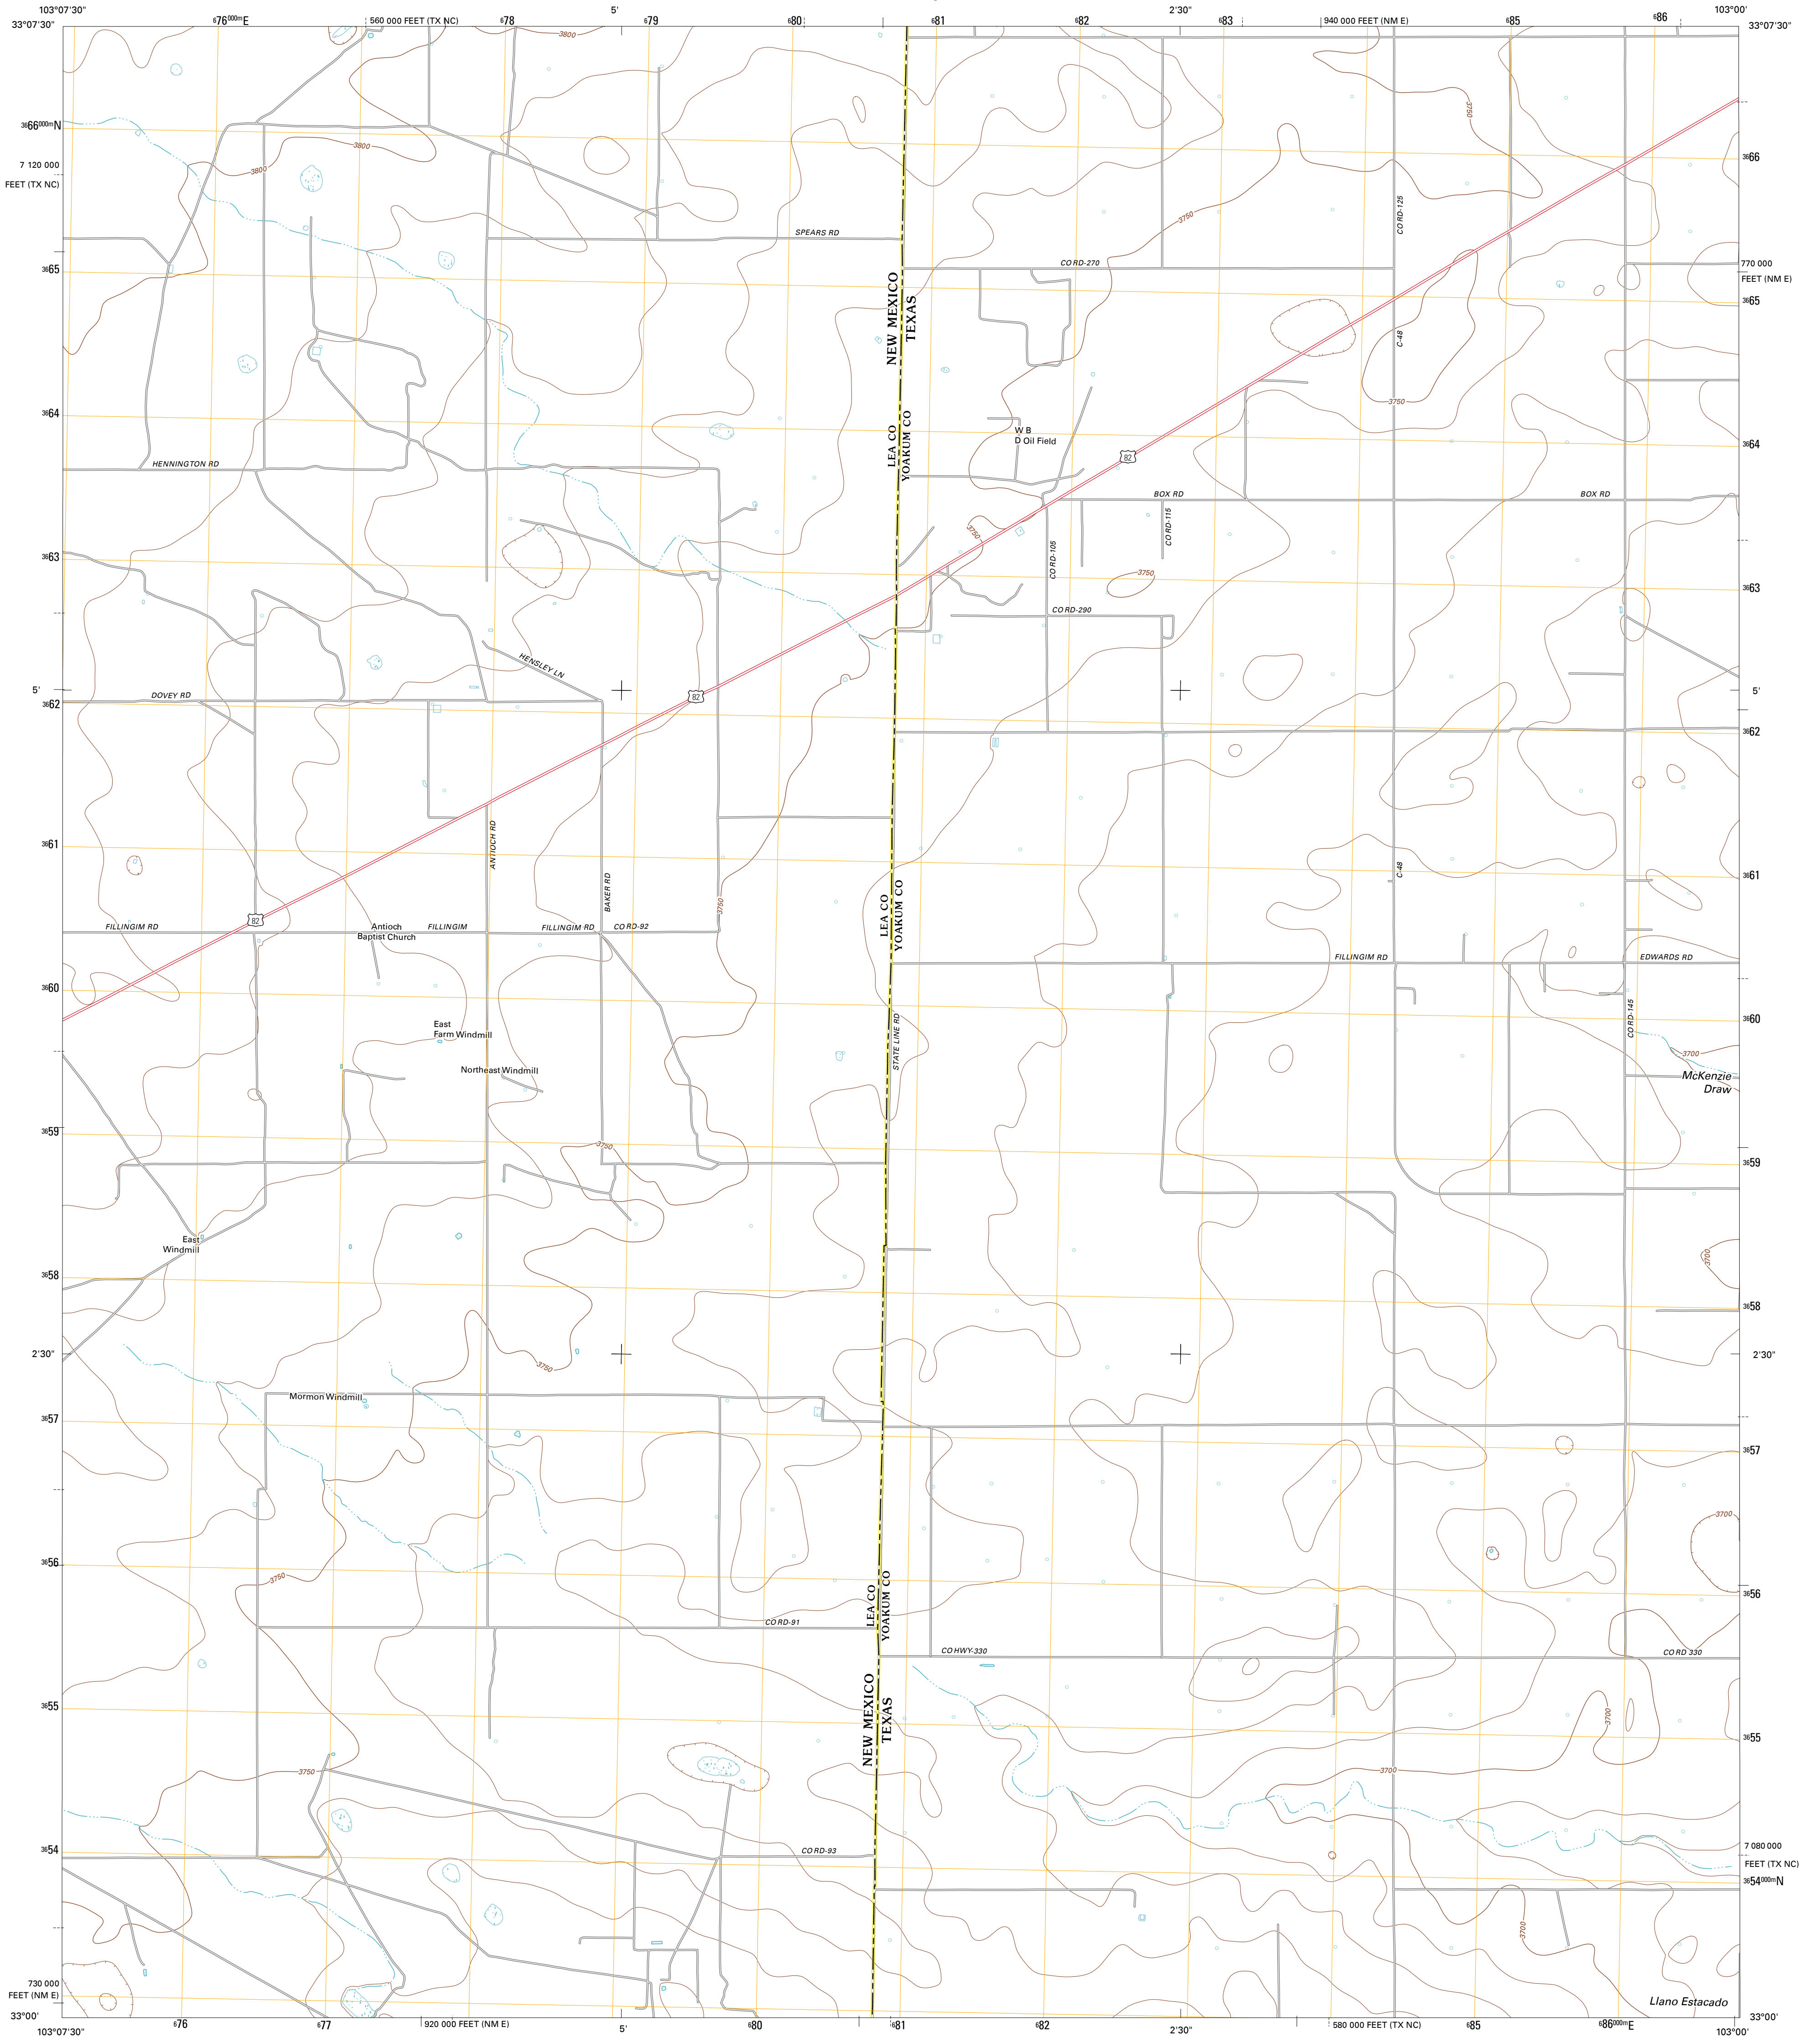 103°07'30"
⁶76⁰⁰⁰ᵐE
560 000 FEET (TX NC)
⁶78
5'
⁶79
⁶80
⁶81
⁶82
2'30"
⁶83
940 000 FEET (NM E)
⁶85
⁶86
103°00'
33°07'30"
33°07'30"
3800
3750
³⁶66⁰⁰⁰ᵐN
3800
3800
³⁶66
7 120 000
FEET (TX NC)
CO RD-125
3750
SPEARS RD
³⁶65
CO RD-270
770 000
FEET (NM E)
³⁶65
NEW MEXICO
TEXAS
C-48
³⁶64
3750
LEA CO
YOAKUM CO
W B
D Oil Field
³⁶64
82
HENNINGTON RD
BOX RD
BOX RD
CO RD-115
3750
³⁶63
CO RD-105
3750
³⁶63
CO RD-290
HENSLEY LN
5'
DOVEY RD
82
5'
³⁶62
³⁶62
³⁶61
ANTIOCH RD
C-48
³⁶61
BAKER RD
3750
LEA CO
YOAKUM CO
82
FILLINGIM RD
Antioch
Baptist Church
FILLINGIM
FILLINGIM RD
CO RD-92
FILLINGIM RD
EDWARDS RD
³⁶60
East
Farm Windmill
STATE LINE RD
CO RD-145
³⁶60
3700
Northeast Windmill
McKenzie
Draw
³⁶59
3750
³⁶59
East
Windmill
3700
³⁶58
³⁶58
2'30"
3750
2'30"
Mormon Windmill
³⁶57
³⁶57
3700
³⁶56
3750
LEA CO
YOAKUM CO
³⁶56
CO RD-91
CO HWY-330
CO RD 330
³⁶55
NEW MEXICO
TEXAS
3700
³⁶55
3750
3700
³⁶54
CO RD-93
7 080 000
FEET (TX NC)
³⁶54⁰⁰⁰ᵐN
3700
730 000
FEET (NM E)
Llano Estacado
33°00'
33°00'
103°07'30"
⁶76
⁶77
920 000 FEET (NM E)
5'
⁶80
⁶81
⁶82
2'30"
580 000 FEET (TX NC)
⁶85
⁶86⁰⁰⁰ᵐE
103°00'